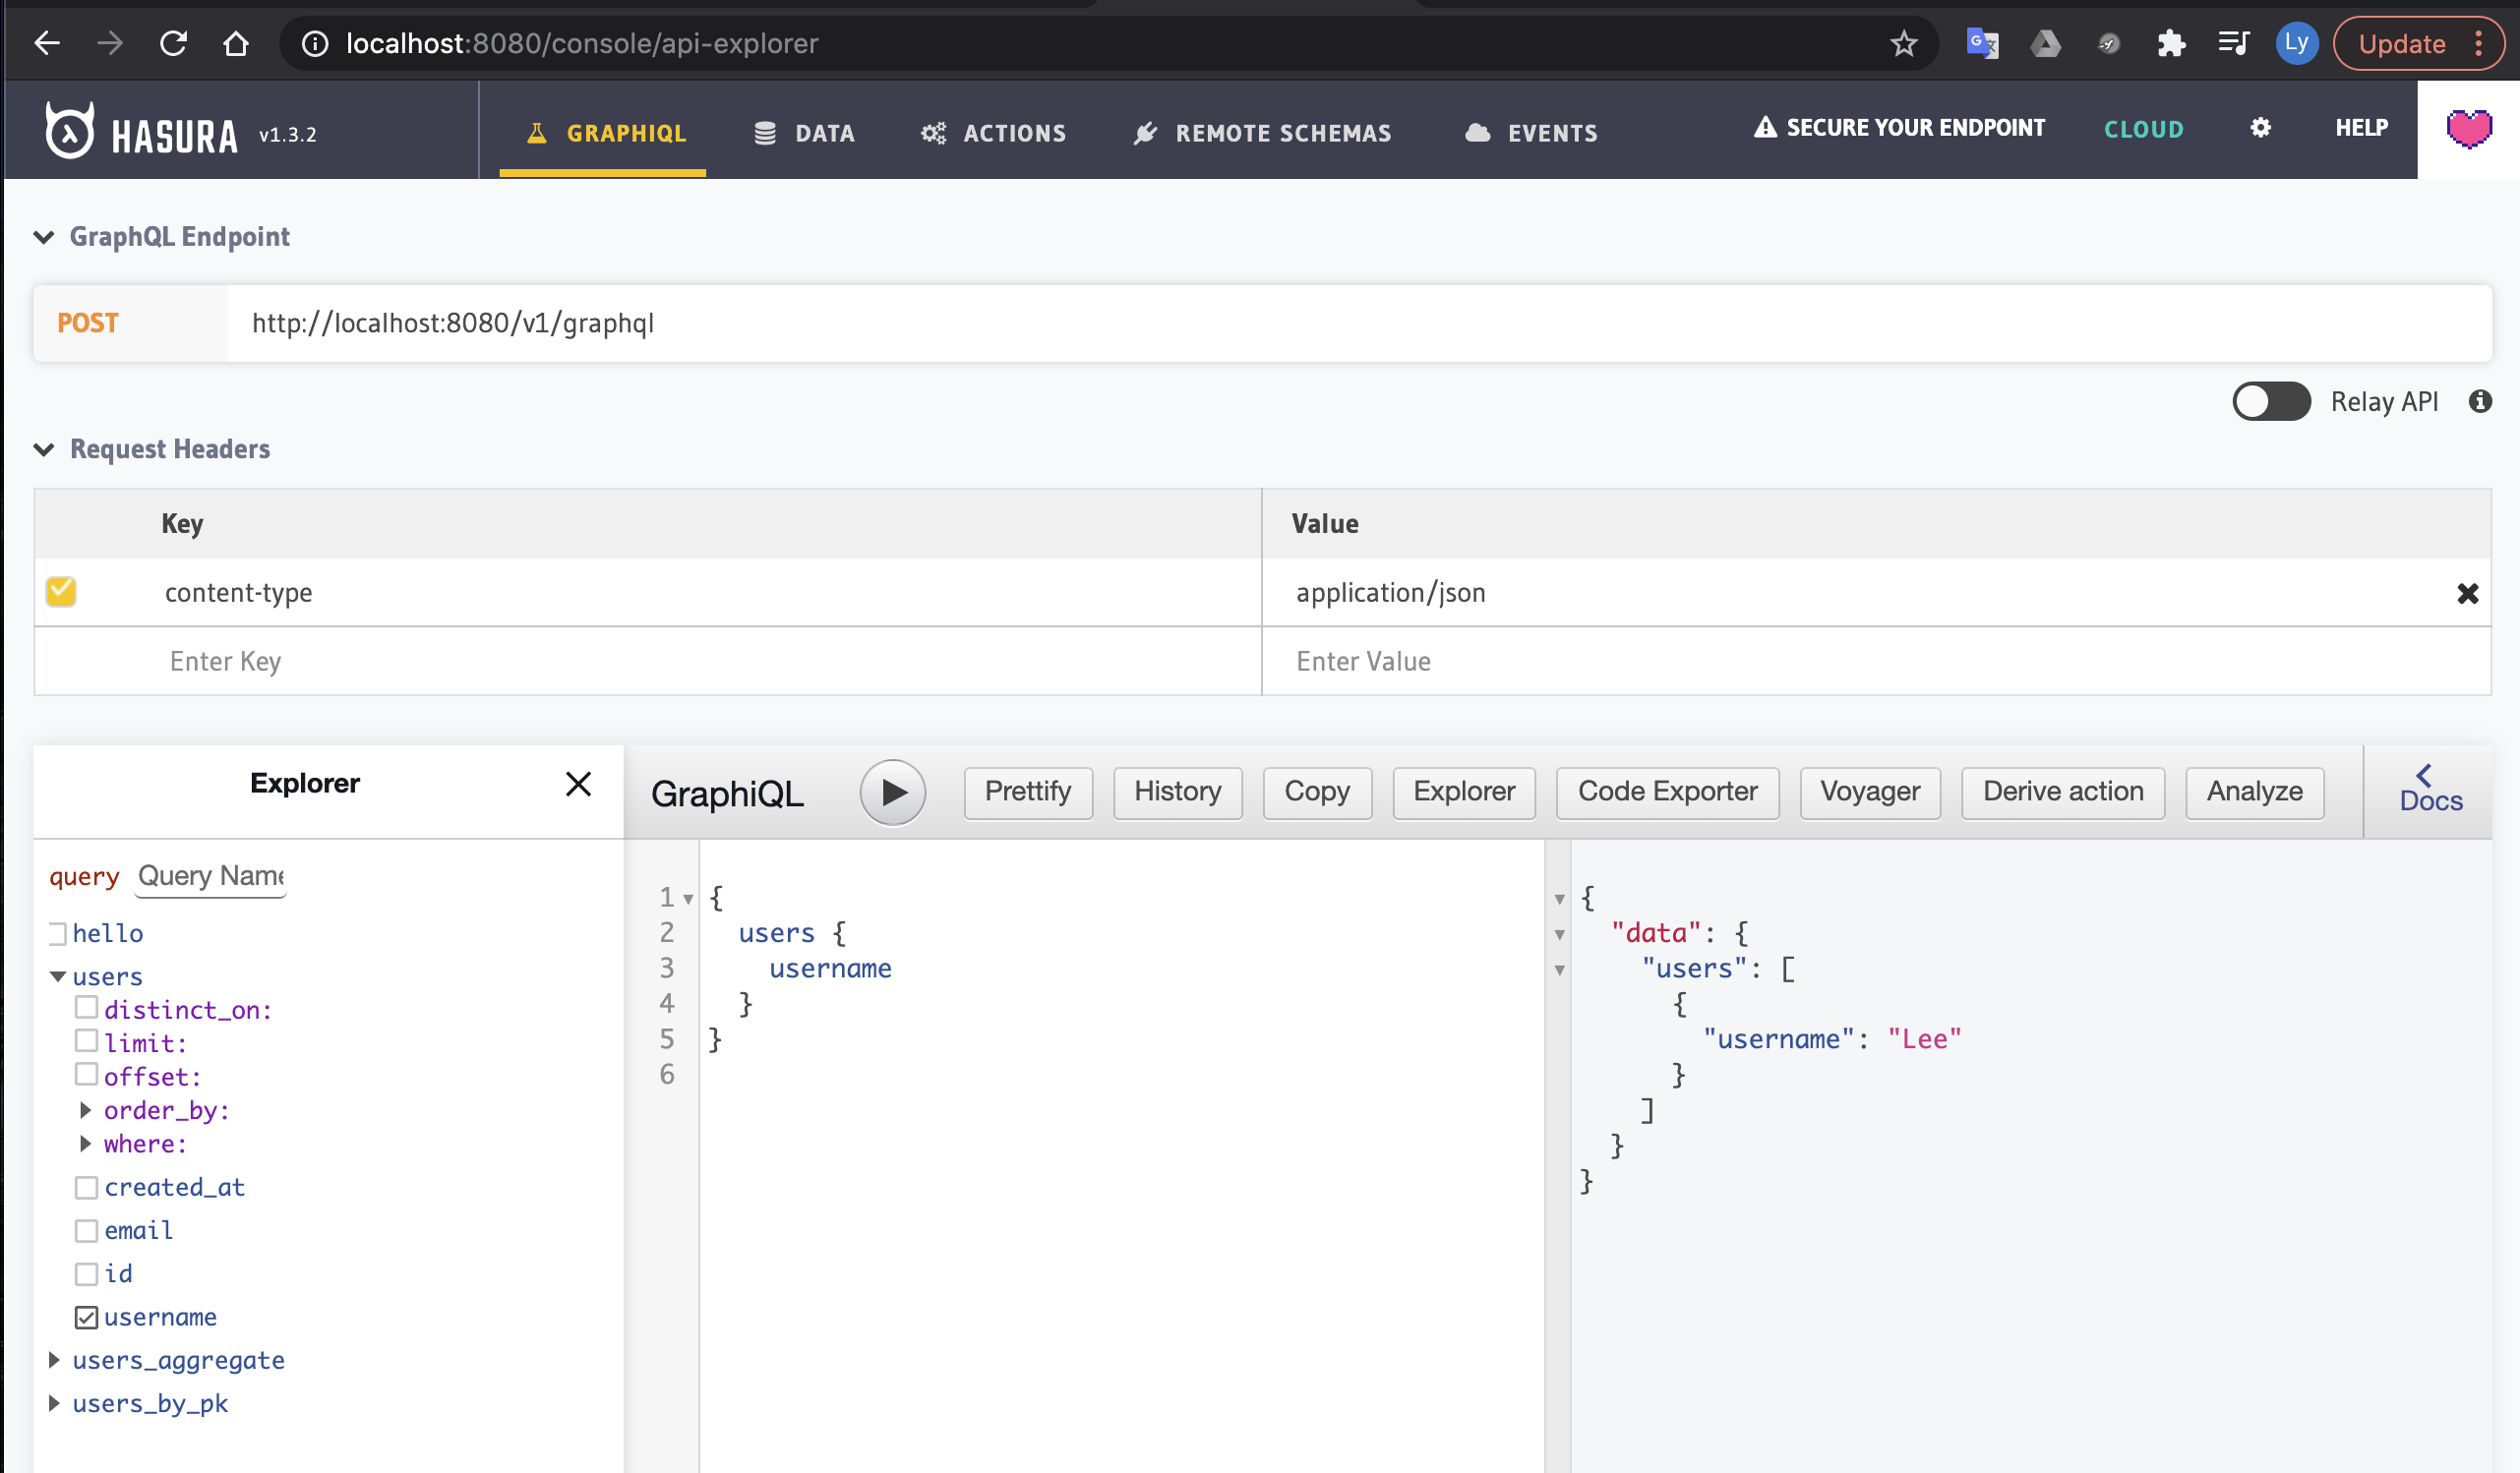 localhost:8080/console/api-explorer
Ly
Update
HASURA v1.3.2
GRAPHIQL
DATA
ACTIONS
REMOTE SCHEMAS
EVENTS
SECURE YOUR ENDPOINT
CLOUD
HELP
GraphQL Endpoint
POST http://localhost:8080/v1/graphql
Relay API
Request Headers
Key Value
content-type application/json
Enter Key Enter Value
Explorer
GraphiQL
Prettify
History
Copy
Explorer
Code Exporter
Voyager
Derive action
Analyze
Docs
query Query Name
hello
users
distinct_on:
limit:
offset:
order_by:
where:
created_at
email
id
username
users_aggregate
users_by_pk
1 {
2 users {
3 username
4 }
5 }
6
{
"data": {
"users": [
{
"username": "Lee"
}
]
}
}